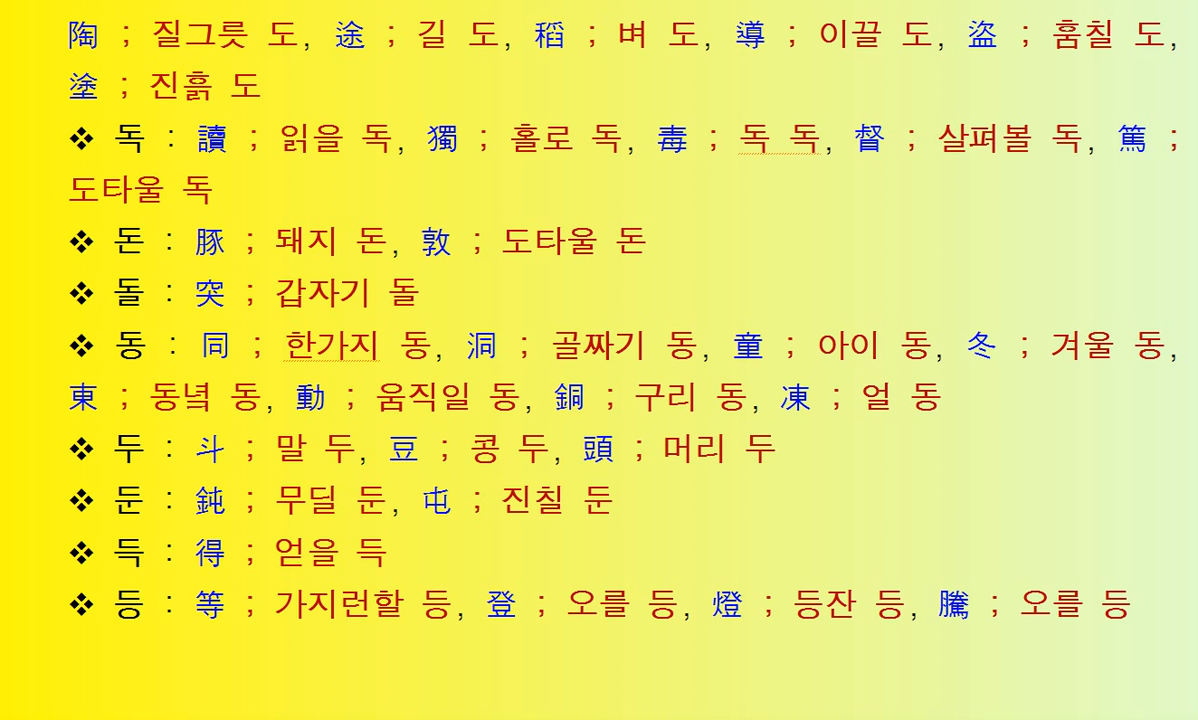 陶 ; 질그릇 도, 途 ; 길 도, 稻 ; 벼 도, 導 ; 이끌 도, 盜 ; 훔칠 도,
塗 ; 진흙 도
❖ 독 : 讀 ; 읽을 독, 獨 ; 홀로 독, 毒 ; 독 독, 督 ; 살펴볼 독, 篤 ;
도타울 독
❖ 돈 : 豚 ; 돼지 돈, 敦 ; 도타울 돈
❖ 돌 : 突 ; 갑자기 돌
❖ 동 : 同 ; 한가지 동, 洞 ; 골짜기 동, 童 ; 아이 동, 冬 ; 겨울 동,
東 ; 동녘 동, 動 ; 움직일 동, 銅 ; 구리 동, 凍 ; 얼 동
❖ 두 : 斗 ; 말 두, 豆 ; 콩 두, 頭 ; 머리 두
❖ 둔 : 鈍 ; 무딜 둔, 屯 ; 진칠 둔
❖ 득 : 得 ; 얻을 득
❖ 등 : 等 ; 가지런할 등, 登 ; 오를 등, 燈 ; 등잔 등, 騰 ; 오를 등